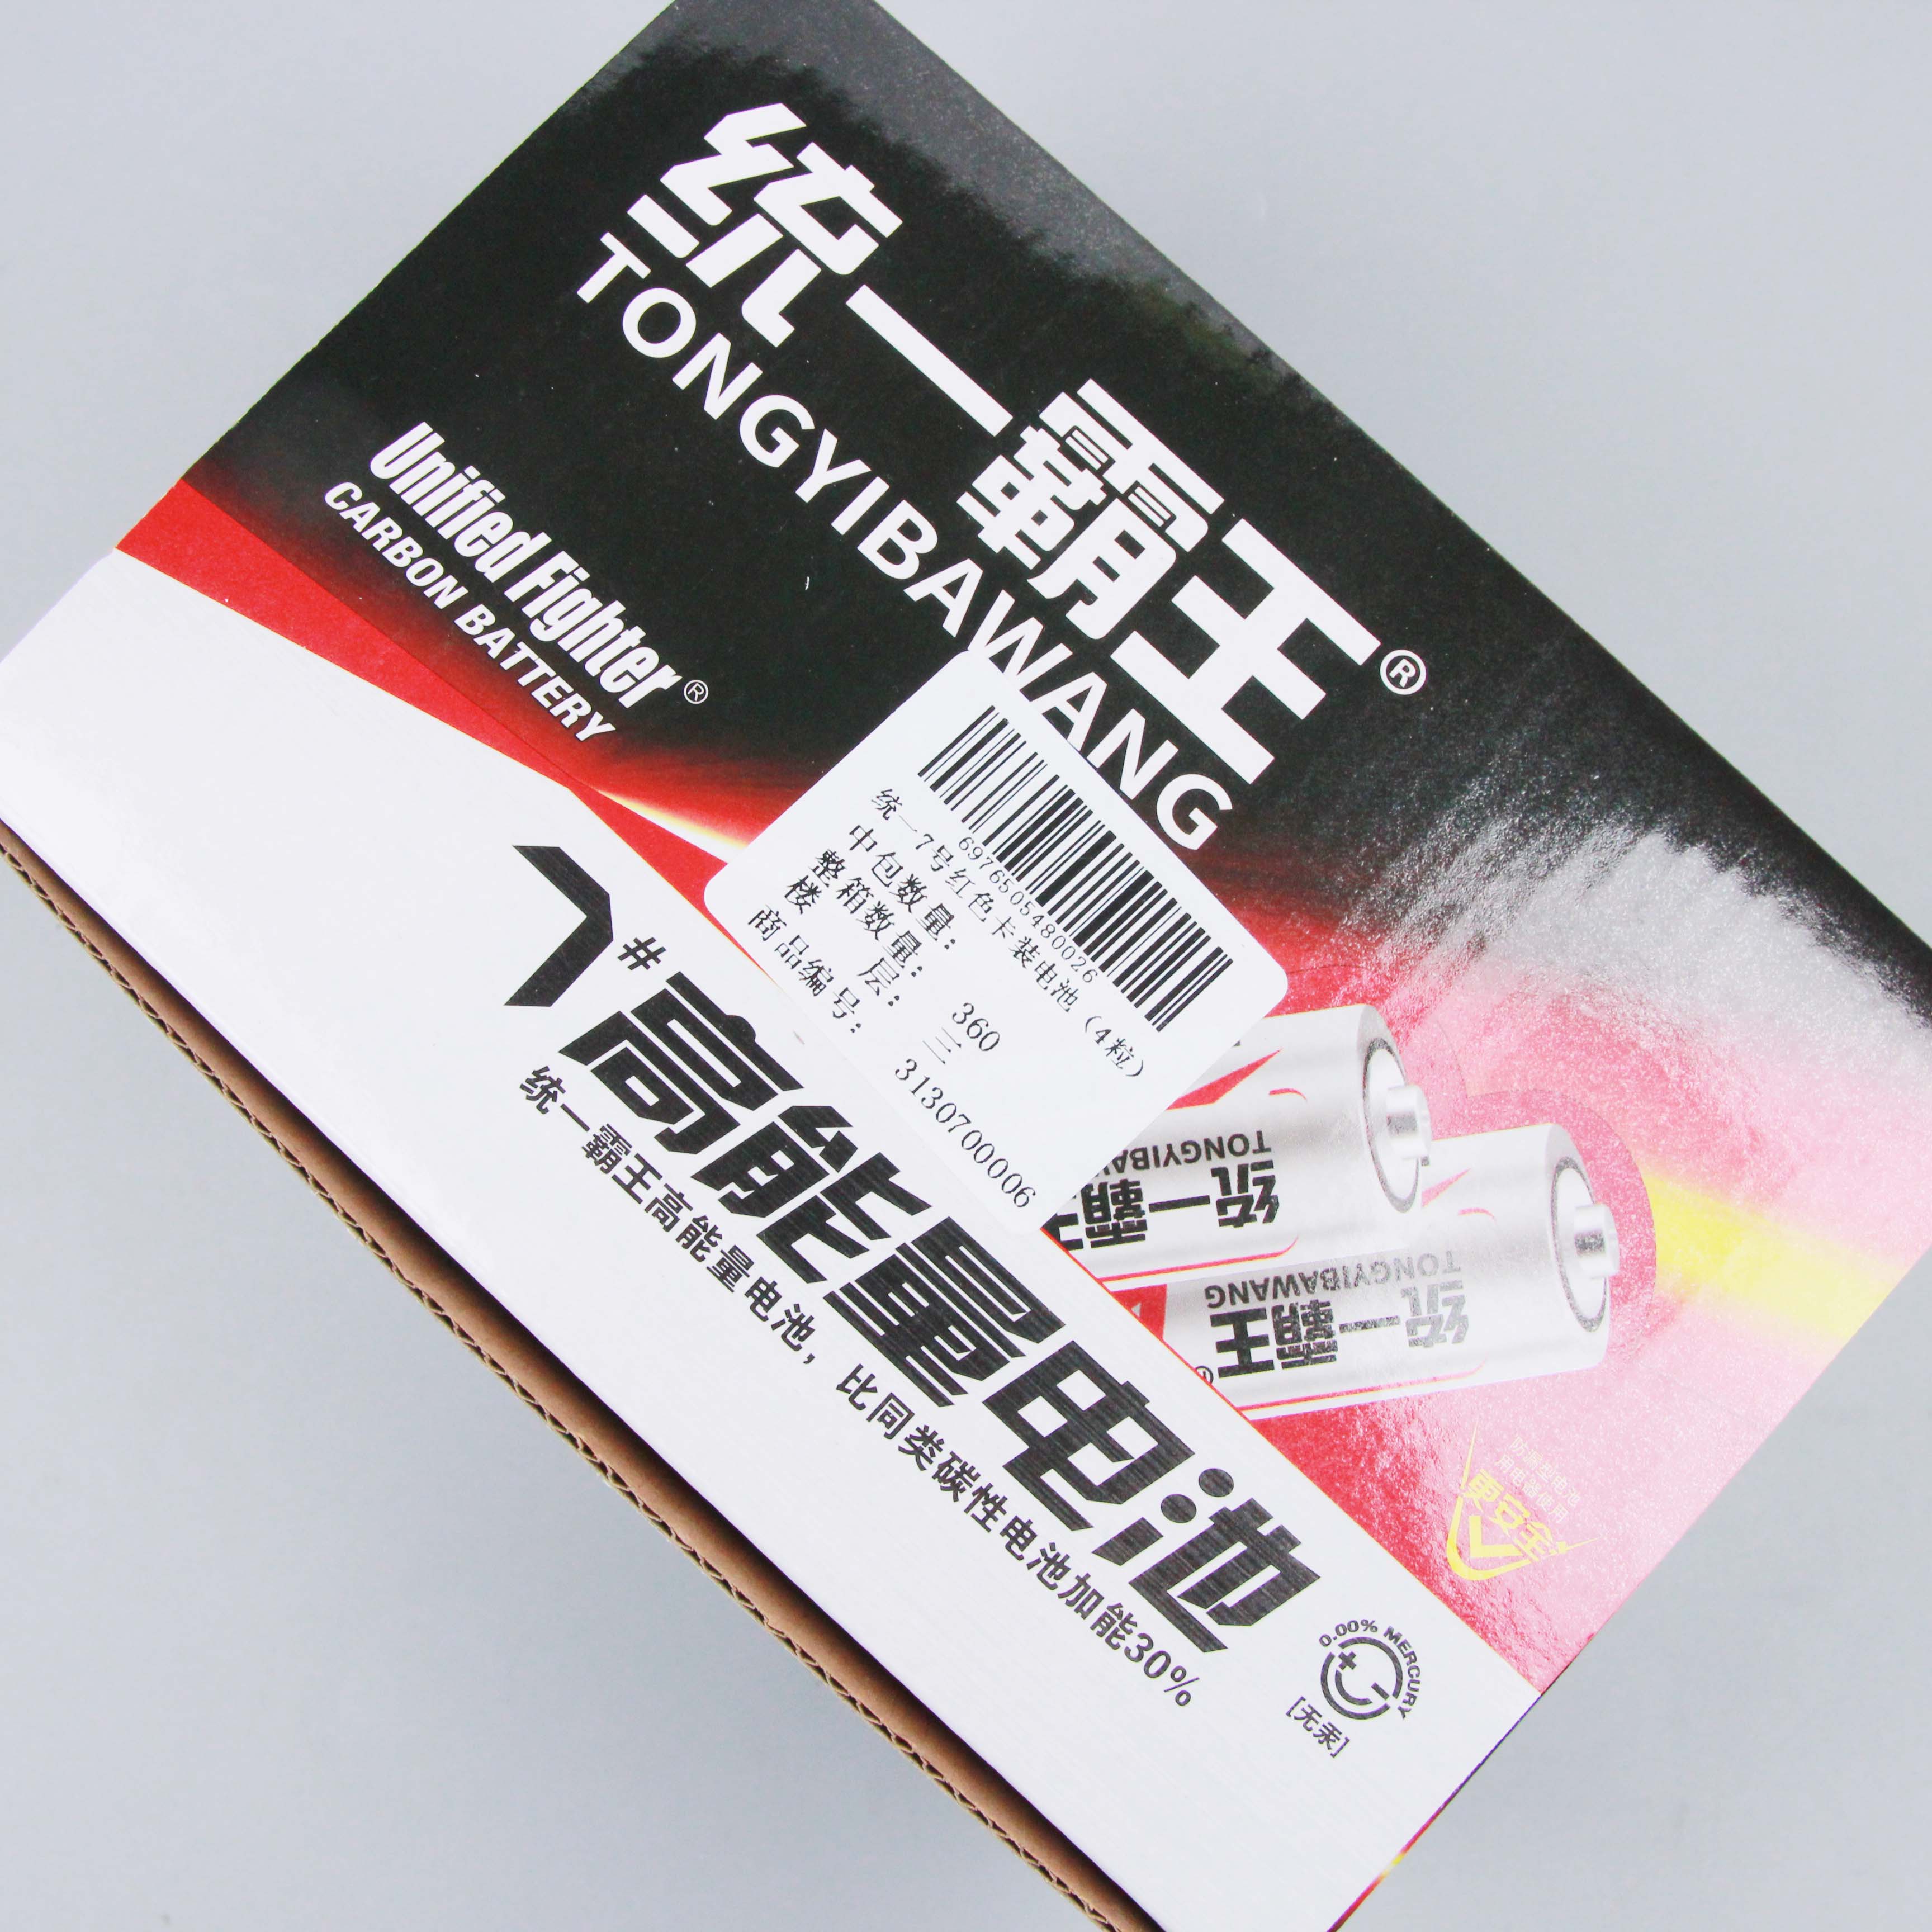 统一霸王®
TONGYIBAWANG
Unified Fighter®
CARBON BATTERY
6976505480026
统一7号红色卡装电池（4粒）
中包数量：
整箱数量： 360
楼 层： 三
商品编号： 3130700006
7#高能量电池
统一霸王高能量电池，比同类碳性电池加能30%
TONGYIBAW
统一霸王
TONGYIBAWANG
统一霸王®
更安全
0.00% MERCURY
[无汞]